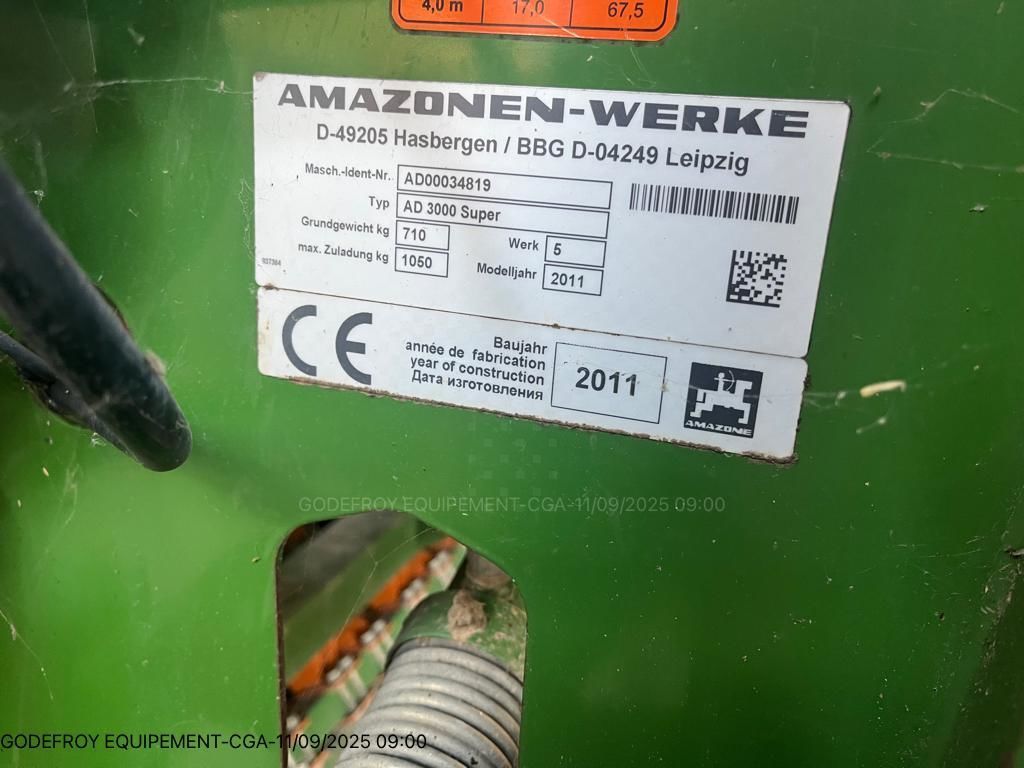 4,0 m 17,0 67,5
AMAZONEN-WERKE
D-49205 Hasbergen / BBG D-04249 Leipzig
Masch.-Ident-Nr. AD00034819
Typ AD 3000 Super
Grundgewicht kg 710 Werk 5
max. Zuladung kg 1050 Modelljahr 2011
937364
CE Baujahr
année de fabrication
year of construction
Дата изготовления
2011
AMAZONE
GODEFROY EQUIPEMENT-CGA-11/09/2025 09:00
GODEFROY EQUIPEMENT-CGA-11/09/2025 09:00